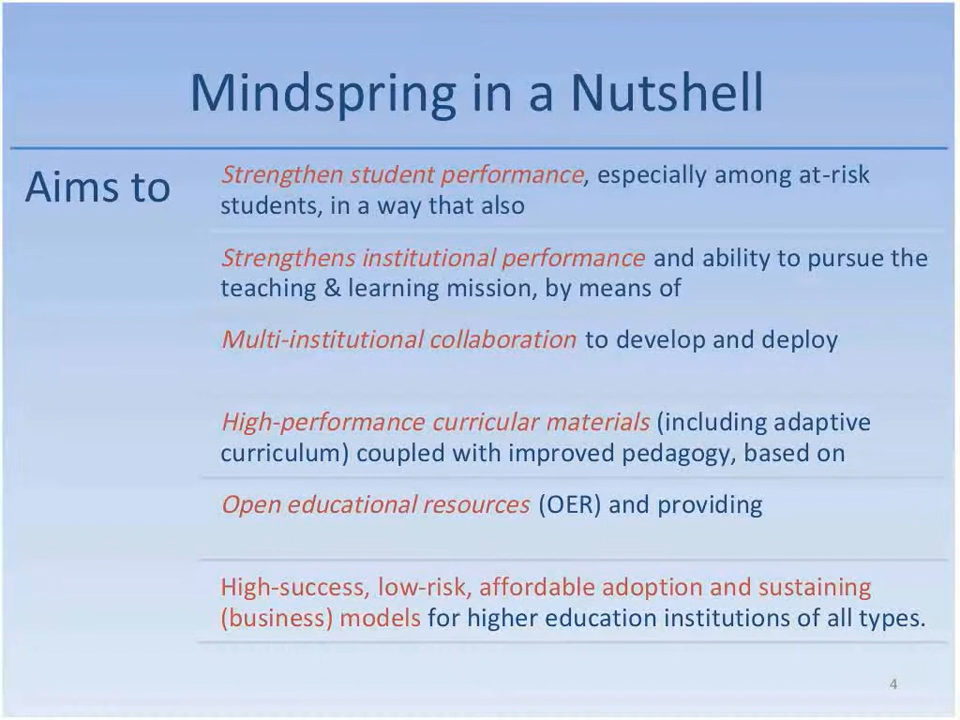 Mindspring in a Nutshell
Aims to
Strengthen student performance, especially among at-risk
students, in a way that also
Strengthens institutional performance and ability to pursue the
teaching & learning mission, by means of
Multi-institutional collaboration to develop and deploy
High-performance curricular materials (including adaptive
curriculum) coupled with improved pedagogy, based on
Open educational resources (OER) and providing
High-success, low-risk, affordable adoption and sustaining
(business) models for higher education institutions of all types.
4